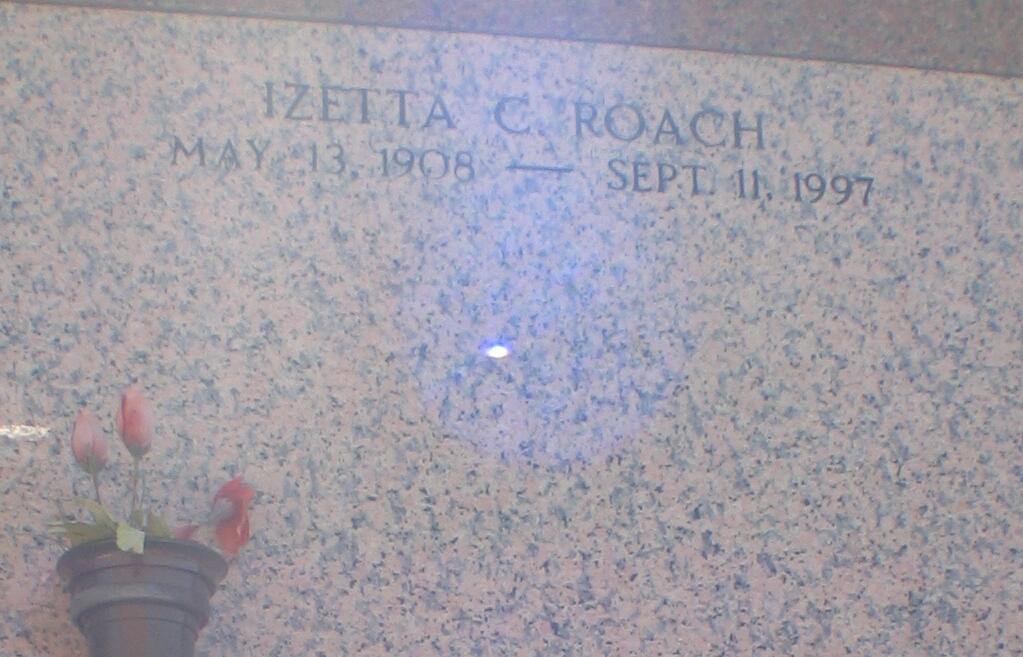 IZETTA C. ROACH
MAY 13, 1908 — SEPT. 11, 1997